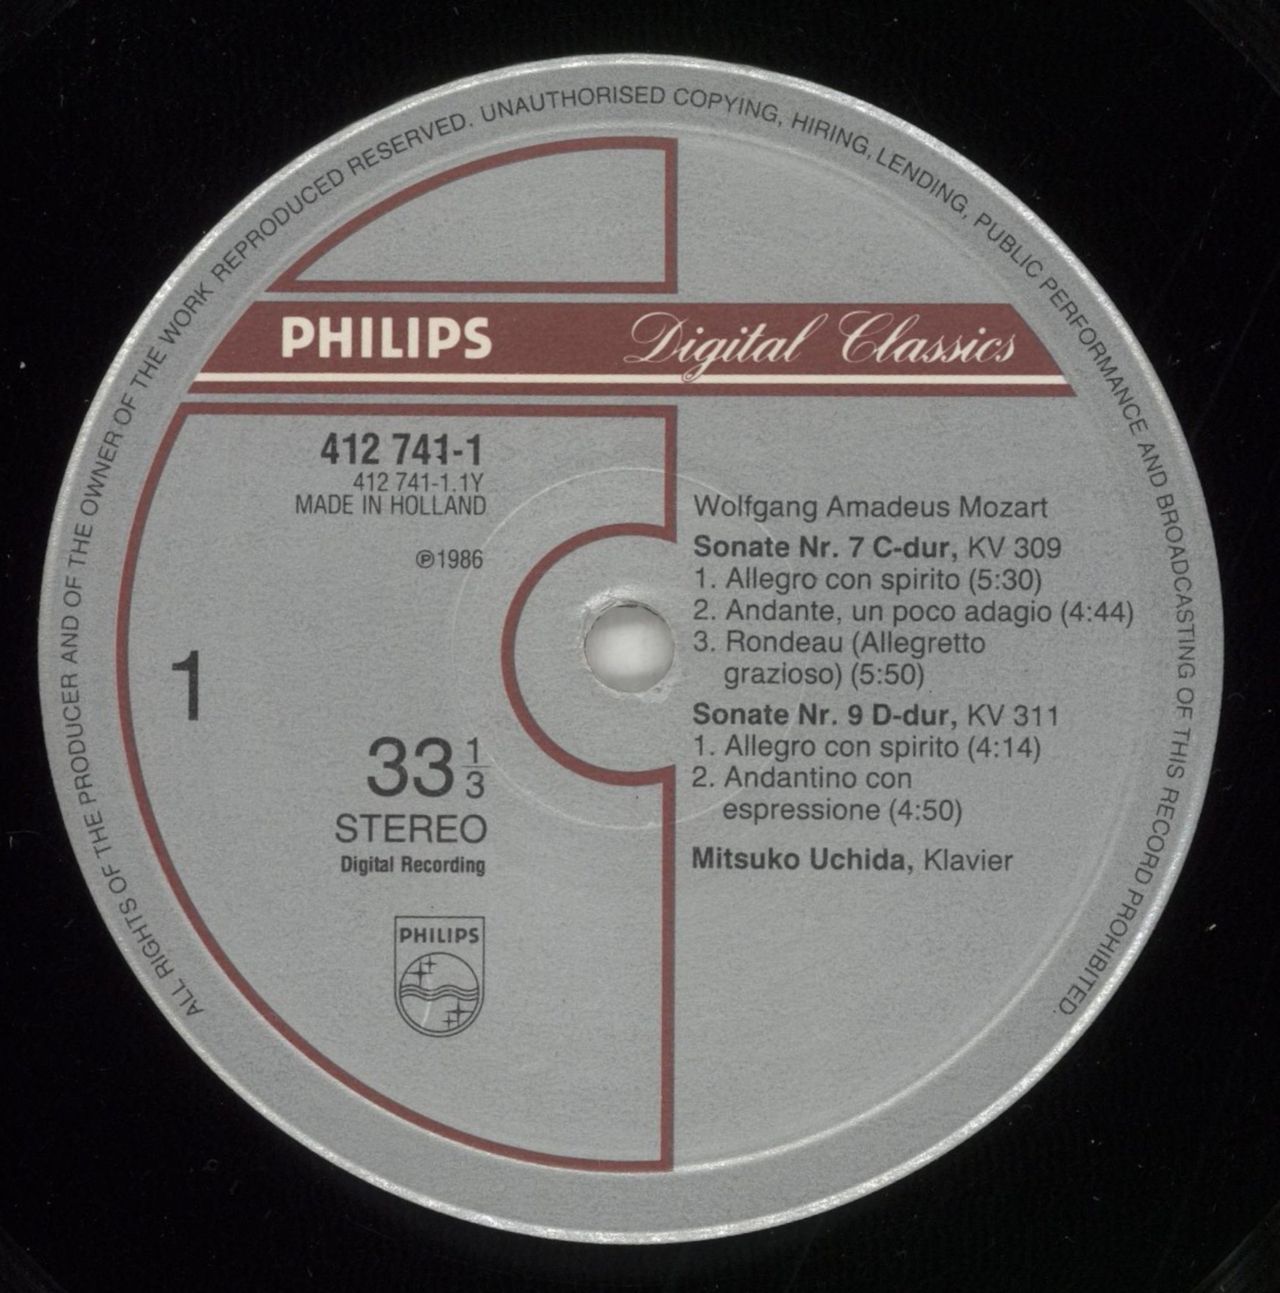 ALL RIGHTS OF THE PRODUCER AND OF THE OWNER OF THE WORK REPRODUCED RESERVED. UNAUTHORISED COPYING, HIRING, LENDING, PUBLIC PERFORMANCE AND BROADCASTING OF THIS RECORD PROHIBITED.
PHILIPS Digital Classics
412 741-1
412 741-1.1Y
MADE IN HOLLAND
℗1986
1
33 1/3
STEREO
Digital Recording
PHILIPS
Wolfgang Amadeus Mozart
Sonate Nr. 7 C-dur, KV 309
1. Allegro con spirito (5:30)
2. Andante, un poco adagio (4:44)
3. Rondeau (Allegretto
grazioso) (5:50)
Sonate Nr. 9 D-dur, KV 311
1. Allegro con spirito (4:14)
2. Andantino con
espressione (4:50)
Mitsuko Uchida, Klavier